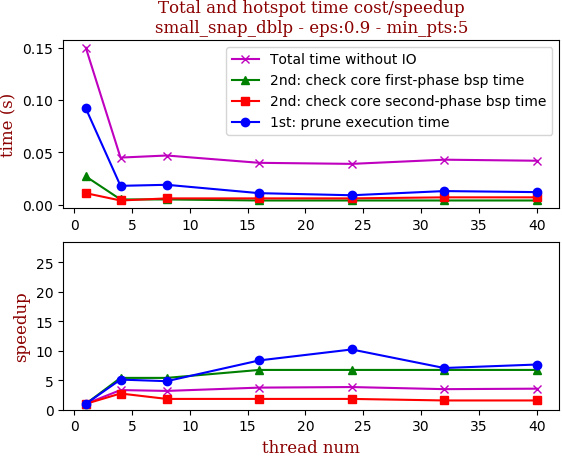 Total and hotspot time cost/speedup
small_snap_dblp - eps:0.9 - min_pts:5
time (s)
0.15
0.10
0.05
0.00
Total time without IO
2nd: check core first-phase bsp time
2nd: check core second-phase bsp time
1st: prune execution time
0 5 10 15 20 25 30 35 40
speedup
25
20
15
10
5
0
0 5 10 15 20 25 30 35 40
thread num